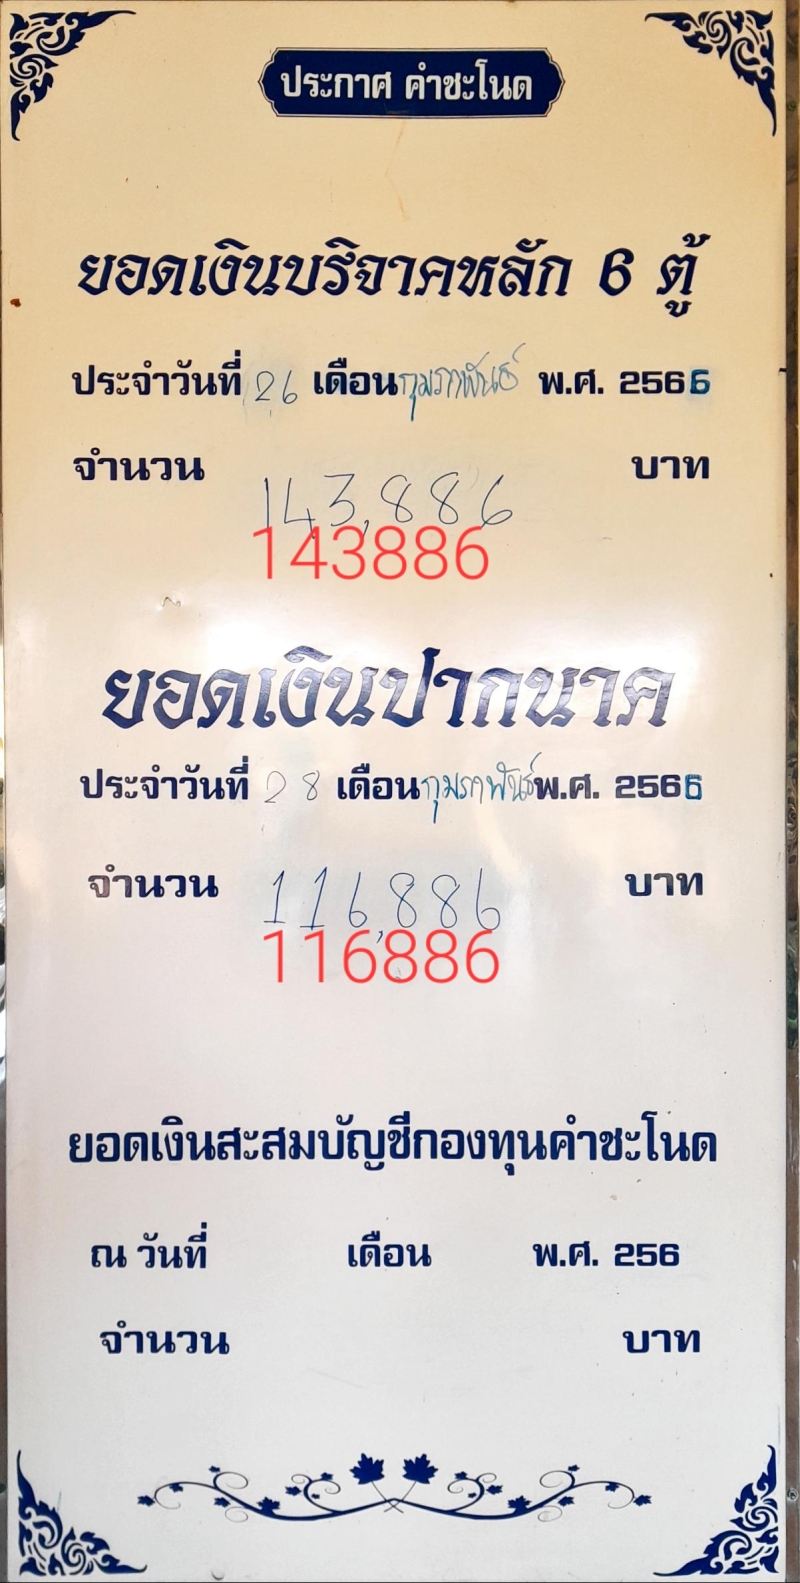 ประกาศ คำชะโนด
ยอดเงินบริจาคหลัก 6 ตู้
ประจำวันที่ 26 เดือนกุมภาพันธ์ พ.ศ. 2566
จำนวน 143,886 บาท
143886
ยอดเงินปากนาค
ประจำวันที่ 28 เดือนกุมภาพันธ์ พ.ศ. 2566
จำนวน 116,886 บาท
116886
ยอดเงินสะสมบัญชีกองทุนคำชะโนด
ณ วันที่ เดือน พ.ศ. 256
จำนวน บาท